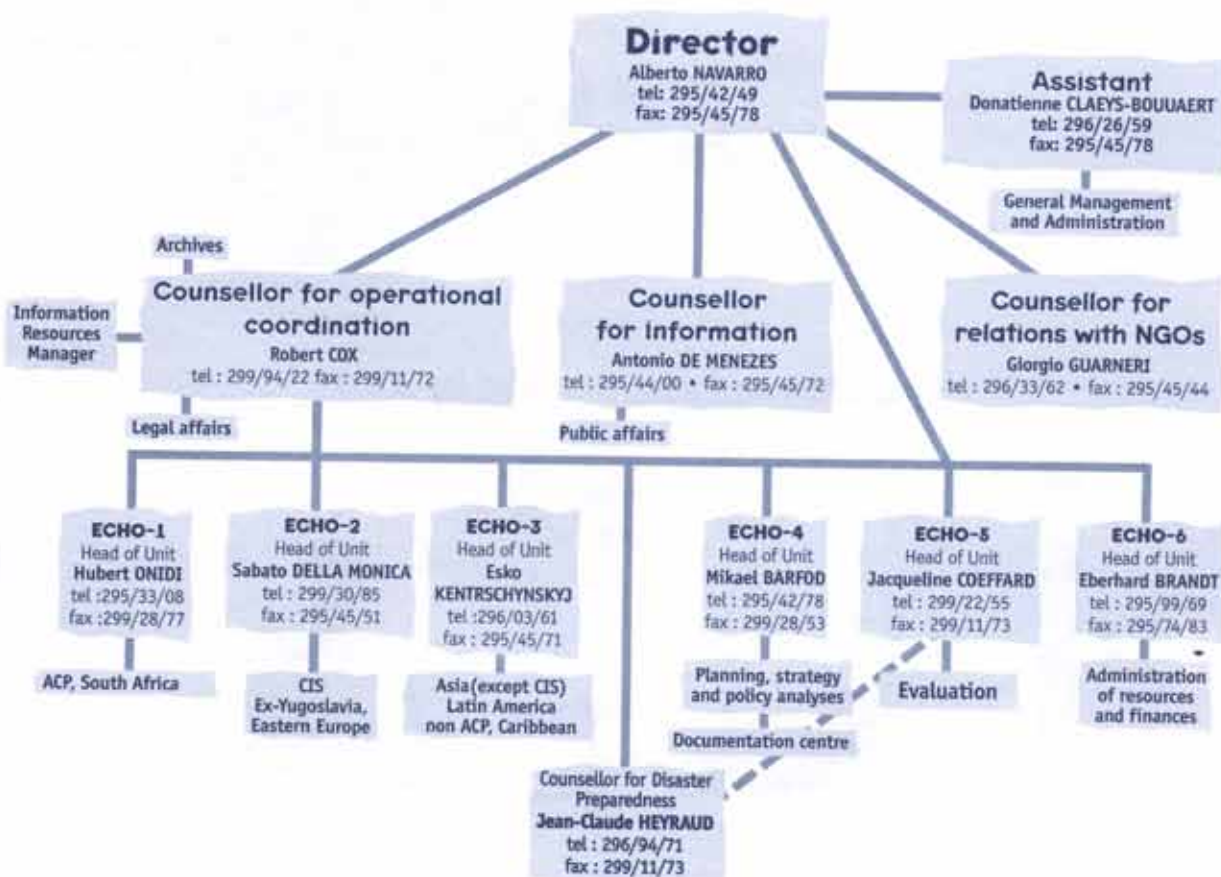 Director
Alberto NAVARRO
tel: 295/42/49
fax: 295/45/78
Assistant
Donatienne CLAEYS-BOUUAERT
tel: 296/26/59
fax: 295/45/78
General Management
and Administration
Archives
Information
Resources
Manager
Counsellor for operational
coordination
Robert COX
tel : 299/94/22 fax : 299/11/72
Legal affairs
Counsellor
for Information
Antonio DE MENEZES
tel : 295/44/00 • fax : 295/45/72
Public affairs
Counsellor for
relations with NGOs
Giorgio GUARNERI
tel : 296/33/62 • fax : 295/45/44
ECHO-1
Head of Unit
Hubert ONIDI
tel :295/33/08
fax :299/28/77
ACP, South Africa
ECHO-2
Head of Unit
Sabato DELLA MONICA
tel : 299/30/85
fax : 295/45/51
CIS
Ex-Yugoslavia,
Eastern Europe
ECHO-3
Head of Unit
Esko
KENTRSCHYNSKYJ
tel :296/03/61
fax : 295/45/71
Asia(except CIS)
Latin America
non ACP, Caribbean
ECHO-4
Head of Unit
Mikael BARFOD
tel : 295/42/78
fax : 299/28/53
Planning, strategy
and policy analyses
Documentation centre
ECHO-5
Head of Unit
Jacqueline COEFFARD
tel : 299/22/55
fax : 299/11/73
Evaluation
ECHO-6
Head of Unit
Eberhard BRANDT
tel : 295/99/69
fax : 295/74/83
Administration
of resources
and finances
Counsellor for Disaster
Preparedness
Jean-Claude HEYRAUD
tel : 296/94/71
fax : 299/11/73